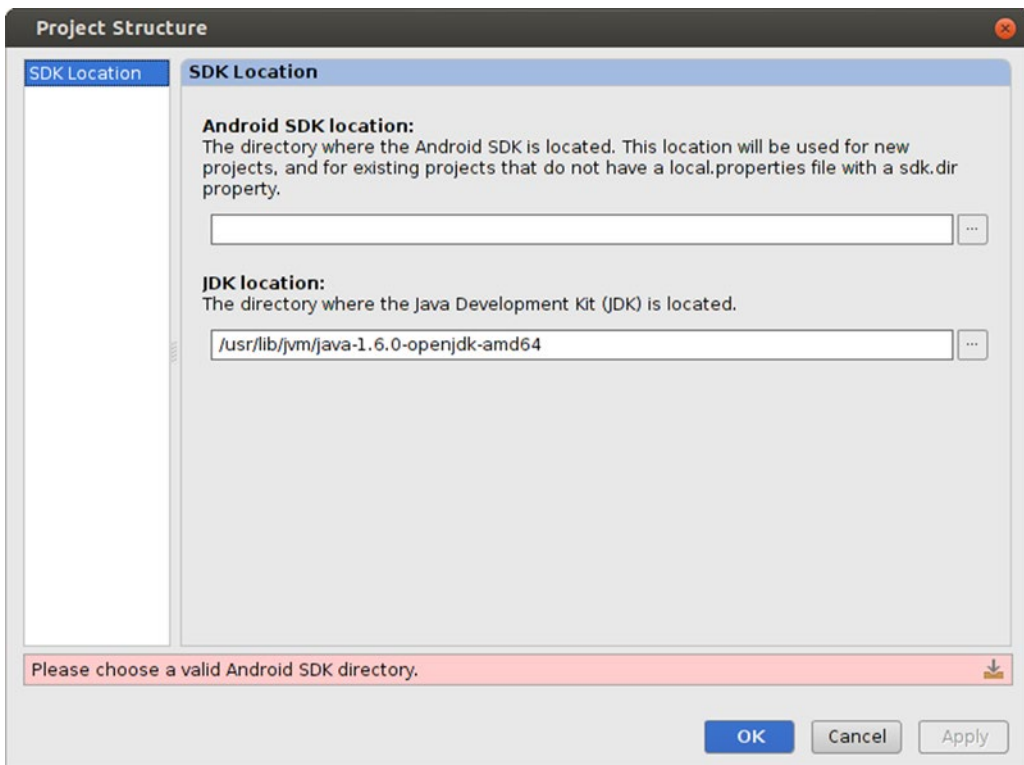 Project Structure
SDK Location
SDK Location
Android SDK location:
The directory where the Android SDK is located. This location will be used for new
projects, and for existing projects that do not have a local.properties file with a sdk.dir
property.
...
JDK location:
The directory where the Java Development Kit (JDK) is located.
/usr/lib/jvm/java-1.6.0-openjdk-amd64
...
Please choose a valid Android SDK directory.
OK
Cancel
Apply